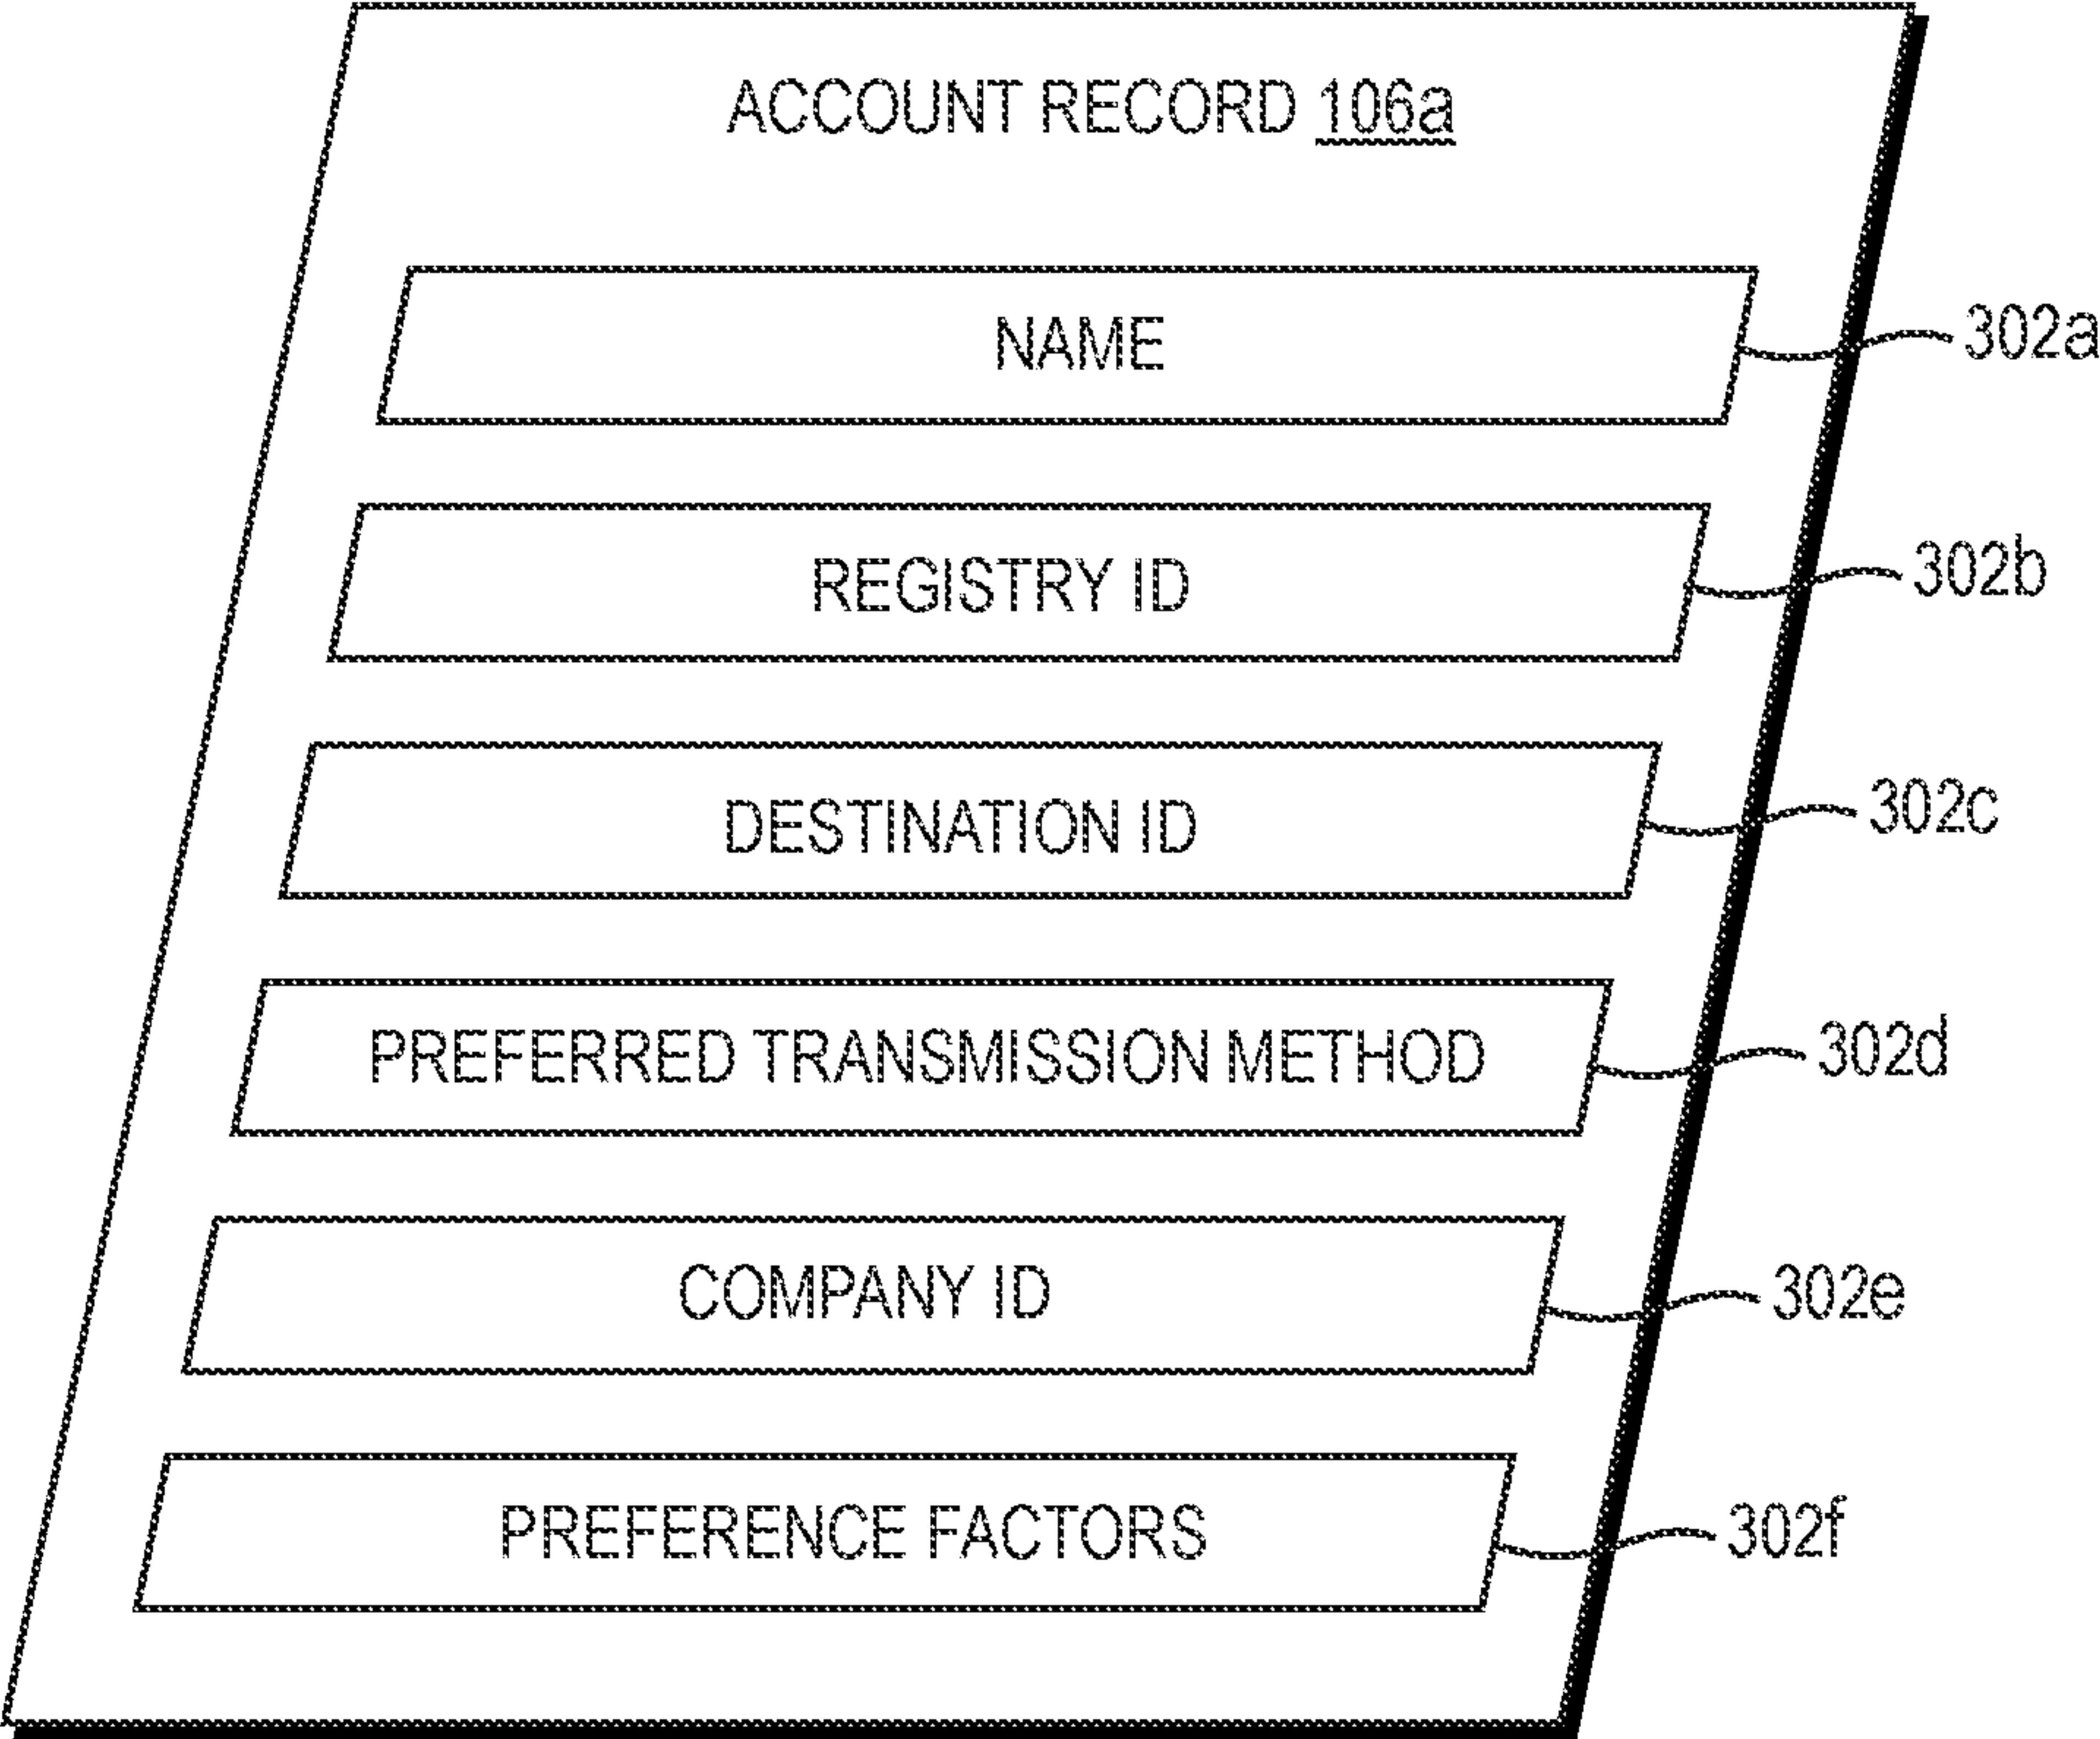 ACCOUNT RECORD 106a
NAME
302a
REGISTRY ID
302b
DESTINATION ID
302c
PREFERRED TRANSMISSION METHOD
302d
COMPANY ID
302e
PREFERENCE FACTORS
302f